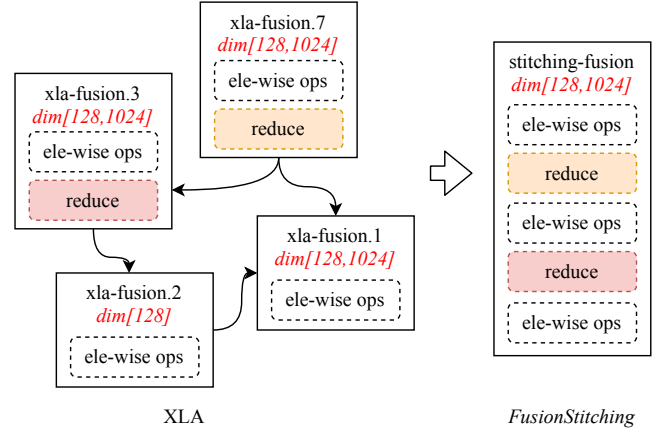 xla-fusion.7
dim[128,1024]
ele-wise ops
reduce
xla-fusion.3
dim[128,1024]
ele-wise ops
reduce
xla-fusion.2
dim[128]
ele-wise ops
xla-fusion.1
dim[128,1024]
ele-wise ops
XLA
stitching-fusion
dim[128,1024]
ele-wise ops
reduce
ele-wise ops
reduce
ele-wise ops
FusionStitching